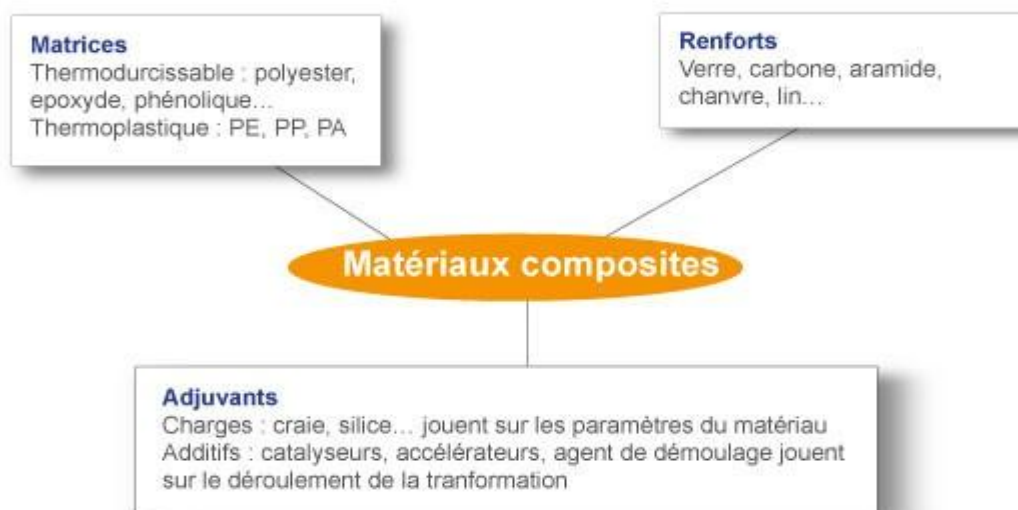 Matrices
Thermodurcissable : polyester,
epoxyde, phénolique...
Thermoplastique : PE, PP, PA
Renforts
Verre, carbone, aramide,
chanvre, lin...
Matériaux composites
Adjuvants
Charges : craie, silice... jouent sur les paramètres du matériau
Additifs : catalyseurs, accélérateurs, agent de démoulage jouent
sur le déroulement de la tranformation